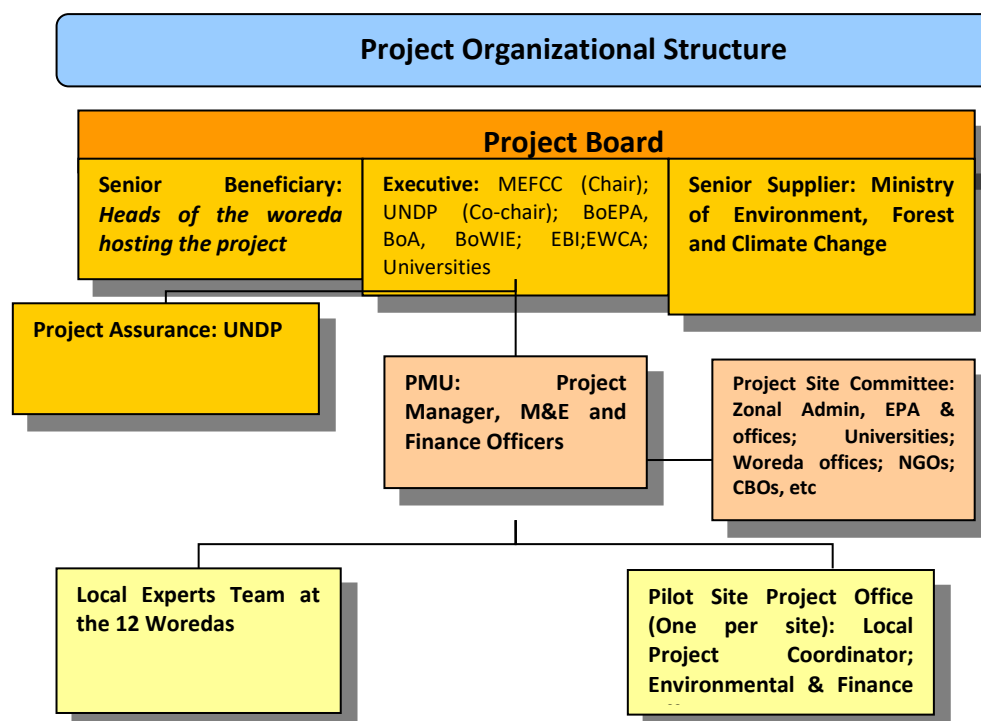 Project Organizational Structure
Project Board
Senior Beneficiary:
Heads of the woreda
hosting the project
Executive: MEFCC (Chair);
UNDP (Co-chair); BoEPA,
BoA, BoWIE; EBI;EWCA;
Universities
Senior Supplier: Ministry
of Environment, Forest
and Climate Change
Project Assurance: UNDP
PMU: Project
Manager, M&E and
Finance Officers
Project Site Committee:
Zonal Admin, EPA &
offices; Universities;
Woreda offices; NGOs;
CBOs, etc
Local Experts Team at
the 12 Woredas
Pilot Site Project Office
(One per site): Local
Project Coordinator;
Environmental & Finance